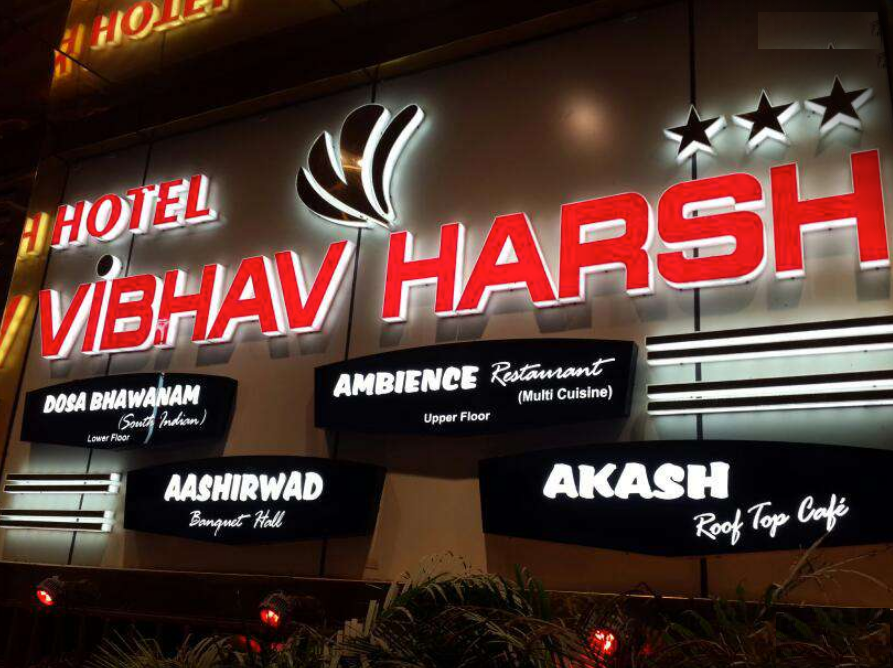 HOTEL
HOTEL
VIBHAV HARSH
DOSA BHAWANAM
(South Indian)
Lower Floor
AMBIENCE Restaurant
(Multi Cuisine)
Upper Floor
AASHIRWAD
Banquet Hall
AKASH
Roof Top Café